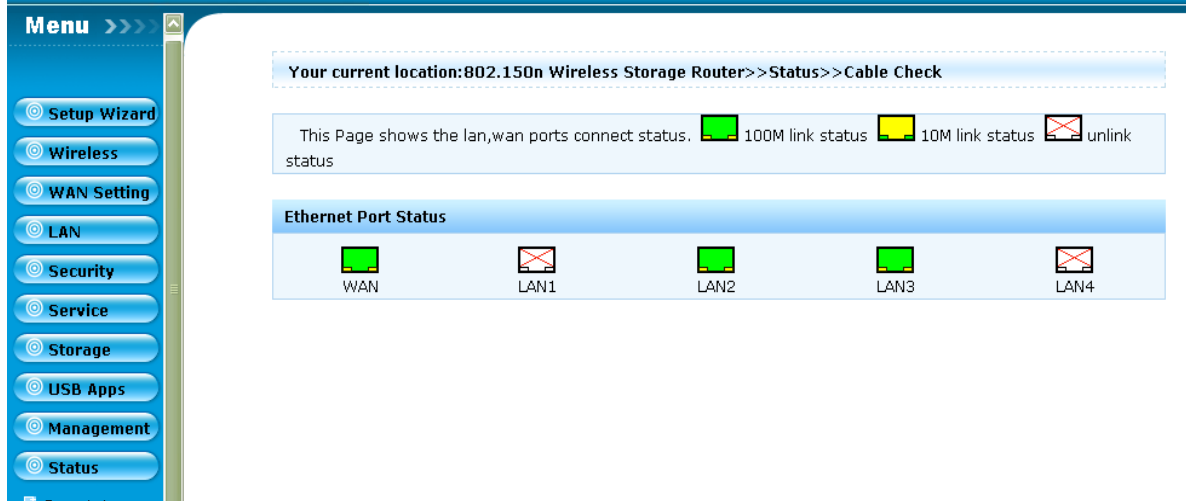 Menu >>>>
Setup Wizard
Wireless
WAN Setting
LAN
Security
Service
Storage
USB Apps
Management
Status
Your current location:802.150n Wireless Storage Router>>Status>>Cable Check
This Page shows the lan,wan ports connect status. 100M link status 10M link status unlink
status
Ethernet Port Status
WAN LAN1 LAN2 LAN3 LAN4